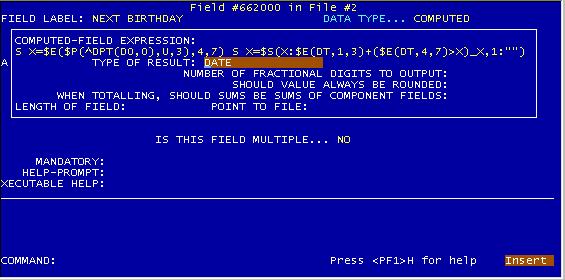 Field #662000 in File #2
FIELD LABEL: NEXT BIRTHDAY DATA TYPE... COMPUTED
COMPUTED-FIELD EXPRESSION:
S X=$E($P(^DPT(D0,0),U,3),4,7) S X=$S(X:$E(DT,1,3)+($E(DT,4,7)>X)_X,1:"")
A TYPE OF RESULT: DATE
NUMBER OF FRACTIONAL DIGITS TO OUTPUT:
SHOULD VALUE ALWAYS BE ROUNDED:
WHEN TOTALLING, SHOULD SUMS BE SUMS OF COMPONENT FIELDS:
LENGTH OF FIELD: POINT TO FILE:
IS THIS FIELD MULTIPLE... NO
MANDATORY:
HELP-PROMPT:
XECUTABLE HELP:
COMMAND: Press <PF1>H for help Insert